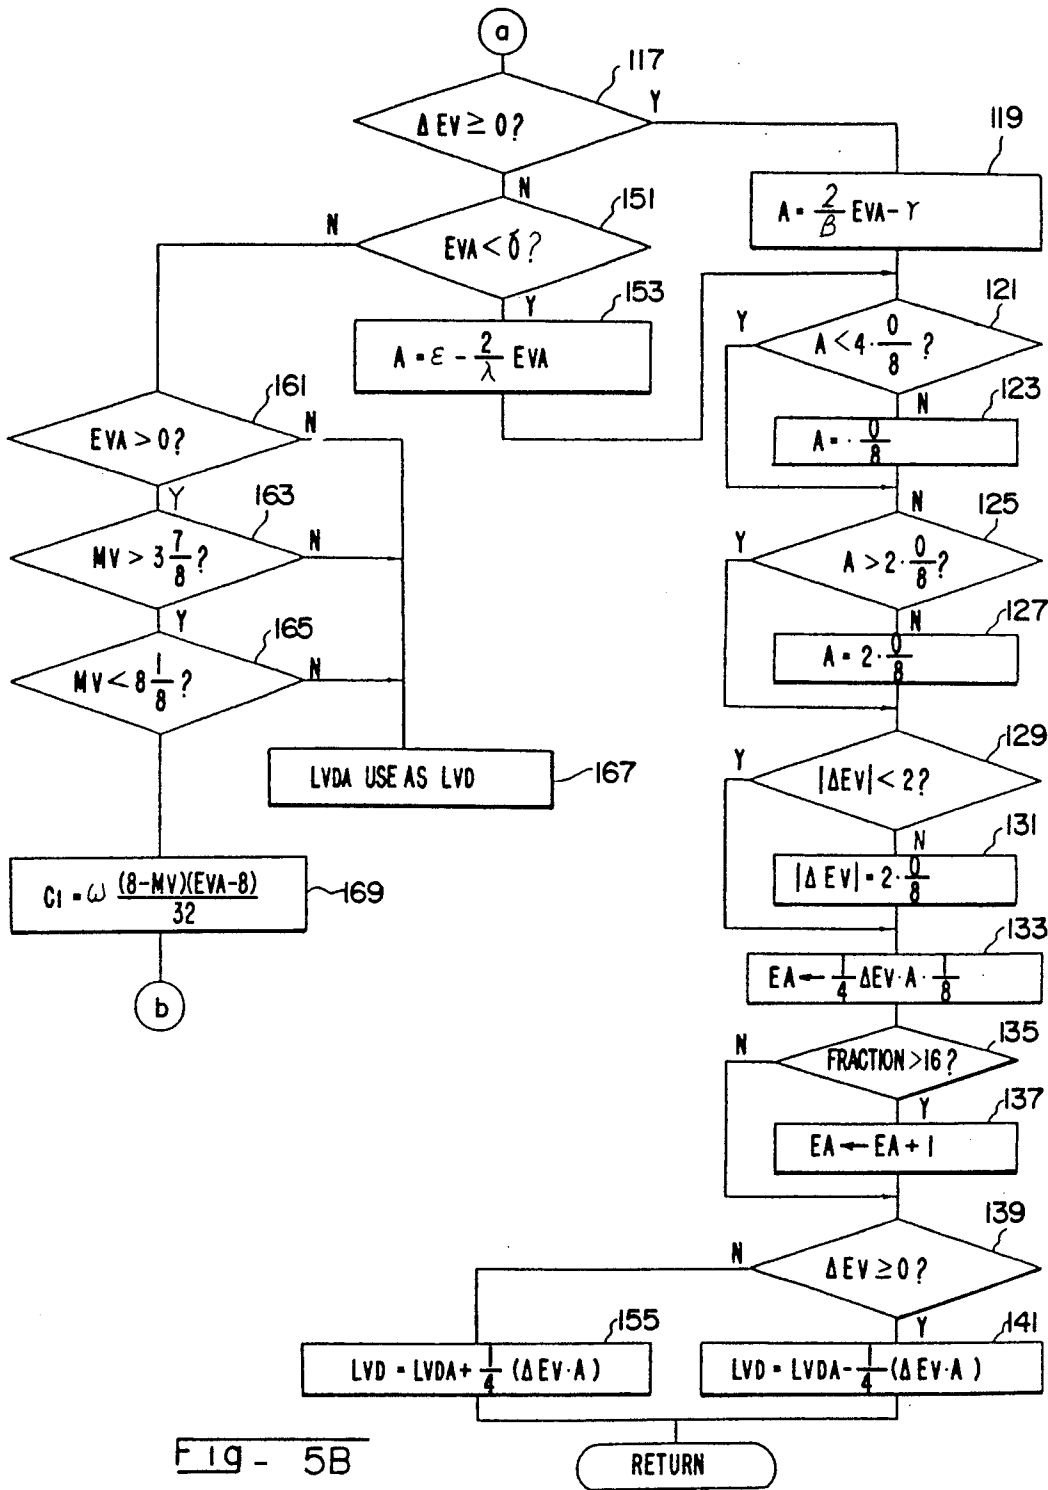 a
117
Δ EV ≥ 0?
Y
N
119
A = 2/β EVA-γ
151
EVA < δ?
N
Y
153
A = ε - 2/λ EVA
121
A < 4·0/8 ?
Y
N
123
A = · 0/8
161
EVA > 0?
N
Y
163
MV > 3 7/8?
N
Y
165
MV < 8 1/8?
N
N
125
A > 2·0/8?
Y
N
127
A = 2·0/8
LVDA USE AS LVD
167
129
|ΔEV| < 2?
Y
N
131
|ΔEV| = 2·0/8
C1 = ω (8-MV)(EVA-8)/32
169
b
133
EA ← 1/4 ΔEV·A·1/8
135
FRACTION > 16?
N
Y
137
EA ← EA + 1
139
ΔEV ≥ 0?
N
Y
155
LVD = LVDA + 1/4 (ΔEV·A)
141
LVD = LVDA - 1/4 (ΔEV·A)
RETURN
Fig - 5B